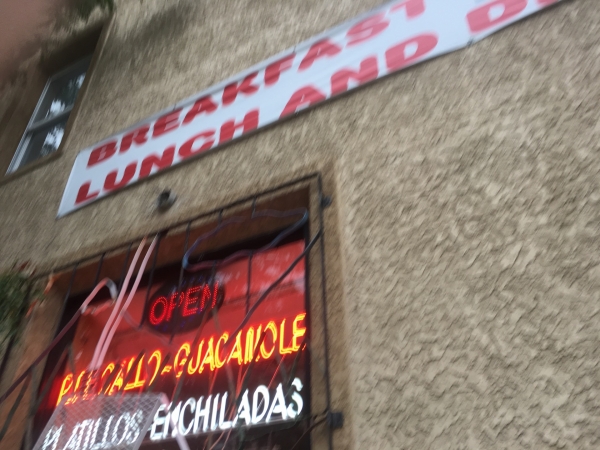 BREAKFAST
LUNCH AND
OPEN
GUACAMOLE
PLATILLOS ENCHILADAS